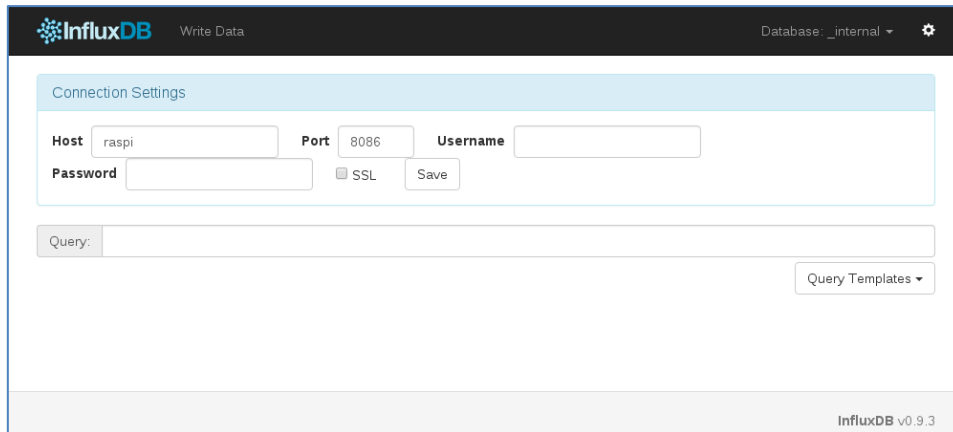 InfluxDB Write Data Database: _internal
Connection Settings
Host raspi Port 8086 Username
Password SSL Save
Query:
Query Templates
InfluxDB v0.9.3